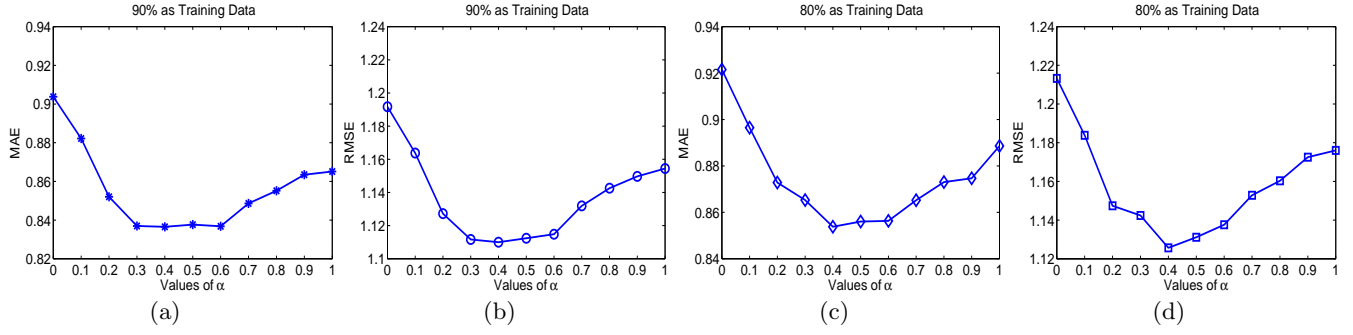 90% as Training Data
0.94
0.92
0.9
0.88
0.86
0.84
0.82
MAE
0 0.1 0.2 0.3 0.4 0.5 0.6 0.7 0.8 0.9 1
Values of α
(a)
90% as Training Data
1.24
1.22
1.2
1.18
1.16
1.14
1.12
1.1
RMSE
0 0.1 0.2 0.3 0.4 0.5 0.6 0.7 0.8 0.9 1
Values of α
(b)
80% as Training Data
0.94
0.92
0.9
0.88
0.86
0.84
MAE
0 0.1 0.2 0.3 0.4 0.5 0.6 0.7 0.8 0.9 1
Values of α
(c)
80% as Training Data
1.24
1.22
1.2
1.18
1.16
1.14
1.12
RMSE
0 0.1 0.2 0.3 0.4 0.5 0.6 0.7 0.8 0.9 1
Values of α
(d)